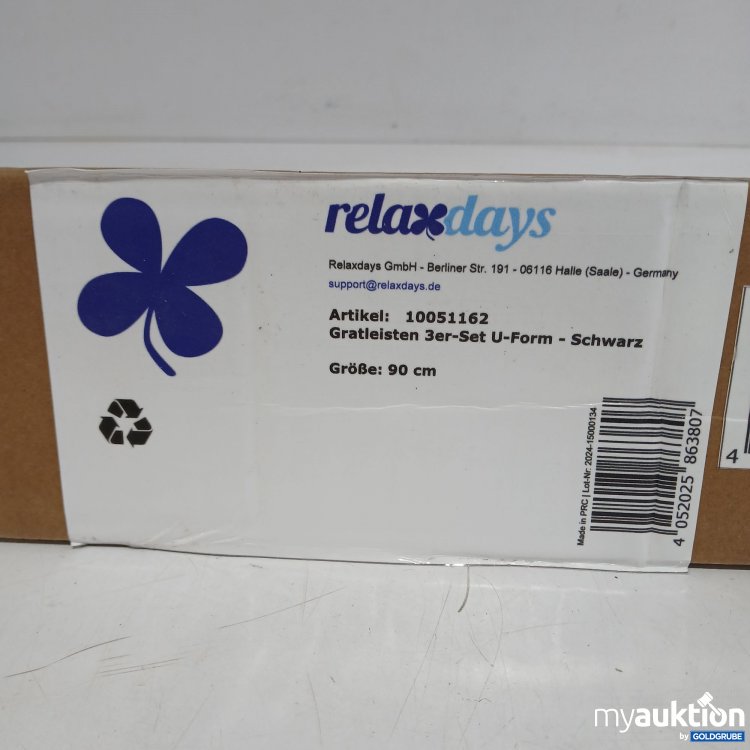 relaxdays
Relaxdays GmbH - Berliner Str. 191 - 06116 Halle (Saale) - Germany
support@relaxdays.de
Artikel: 10051162
Gratleisten 3er-Set U-Form - Schwarz
Größe: 90 cm
Made in PRC | Lot-Nr. 2024-15000134
4 052025 863807
4
myauktion
by GOLDGRUBE